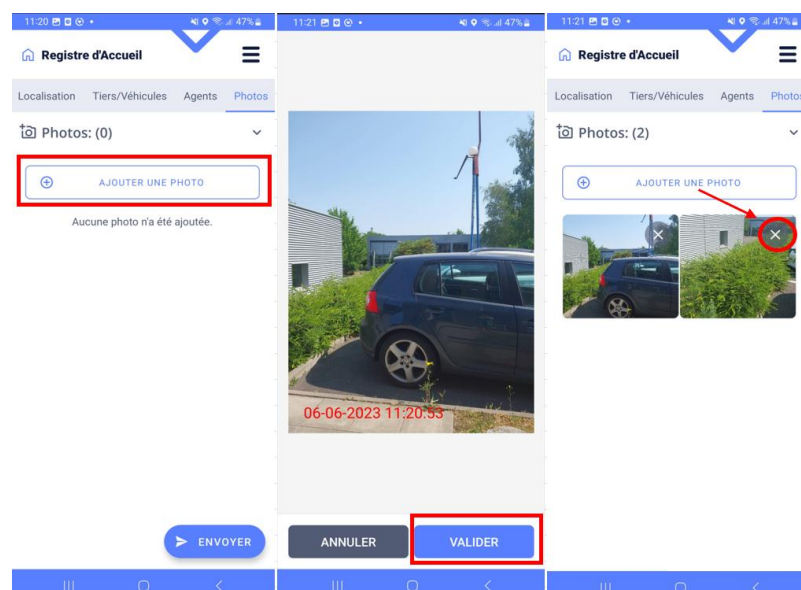 11:20
47%
Registre d'Accueil
Localisation Tiers/Véhicules Agents Photos
Photos: (0)
AJOUTER UNE PHOTO
Aucune photo n'a été ajoutée.
ENVOYER
11:21
47%
06-06-2023 11:20:53
ANNULER
VALIDER
11:21
47%
Registre d'Accueil
Localisation Tiers/Véhicules Agents Photos
Photos: (2)
AJOUTER UNE PHOTO